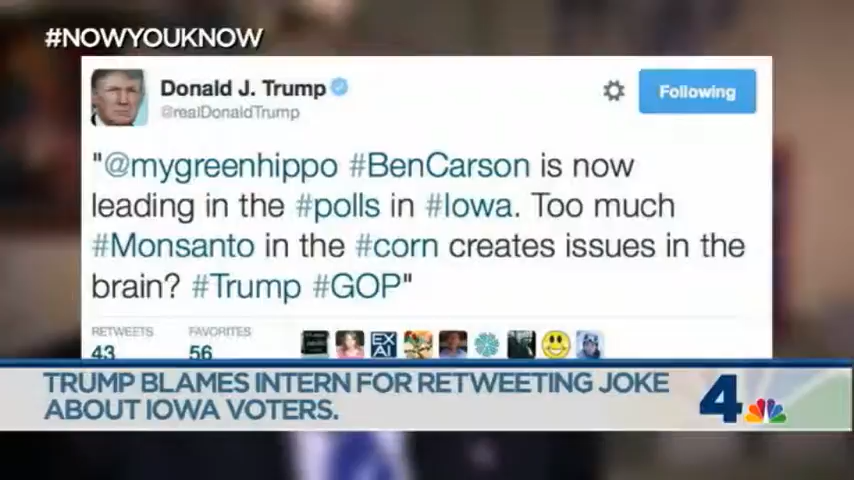 #NOWYOUKNOW
Donald J. Trump
@realDonaldTrump
Following
"@mygreenhippo #BenCarson is now
leading in the #polls in #Iowa. Too much
#Monsanto in the #corn creates issues in the
brain? #Trump #GOP"
RETWEETS
43
FAVORITES
56
EX
AI
TRUMP BLAMES INTERN FOR RETWEETING JOKE
ABOUT IOWA VOTERS.
4